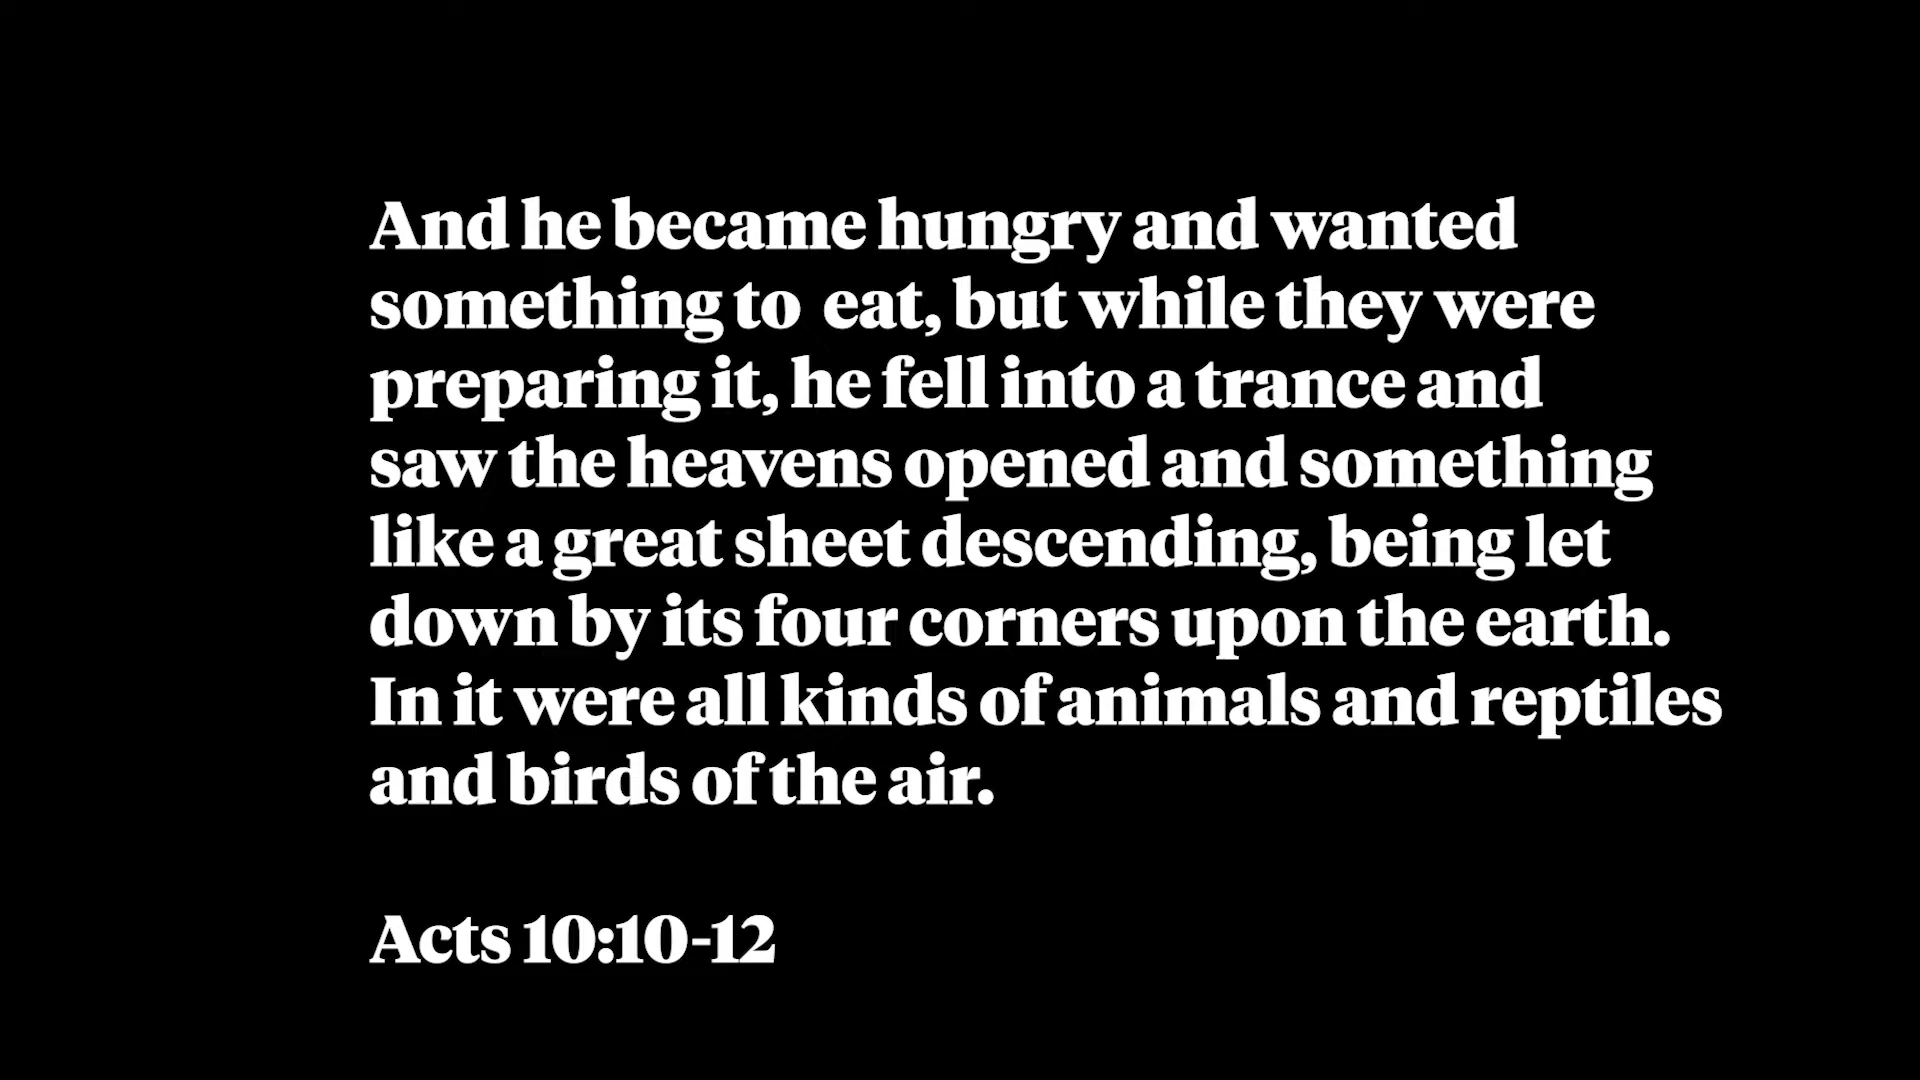 And he became hungry and wanted
something to  eat, but while they were
preparing it, he fell into a trance and
saw the heavens opened and something
like a great sheet descending, being let
down by its four corners upon the earth.
In it were all kinds of animals and reptiles
and birds of the air.
Acts 10:10-12